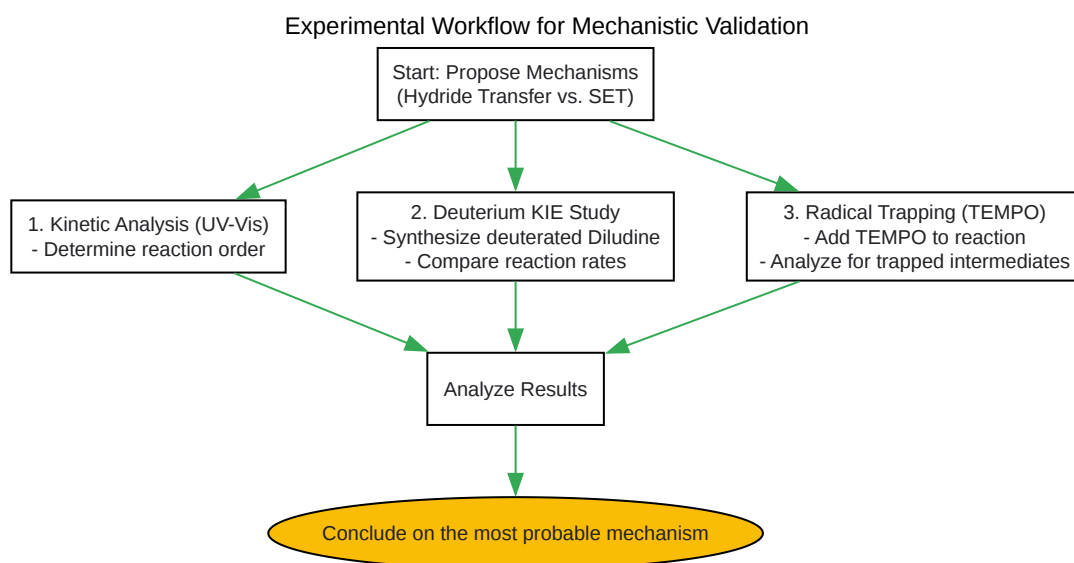 Experimental Workflow for Mechanistic Validation
Start: Propose Mechanisms
(Hydride Transfer vs. SET)
1. Kinetic Analysis (UV-Vis)
- Determine reaction order
2. Deuterium KIE Study
- Synthesize deuterated Diludine
- Compare reaction rates
3. Radical Trapping (TEMPO)
- Add TEMPO to reaction
- Analyze for trapped intermediates
Analyze Results
Conclude on the most probable mechanism